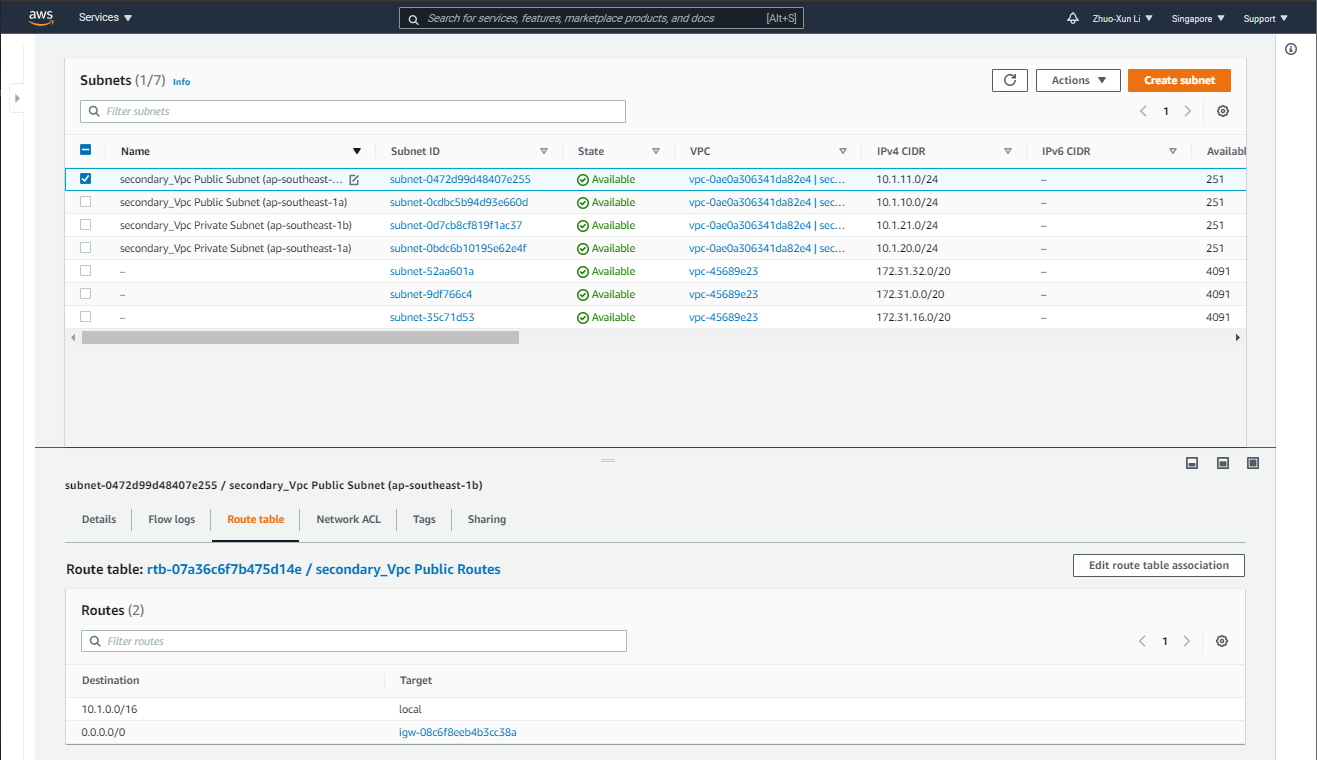 aws Services Search for services, features, marketplace products, and docs [Alt+S] Zhuo-Xun Li Singapore Support
Subnets (1/7) Info Actions Create subnet
Filter subnets 1
Name Subnet ID State VPC IPv4 CIDR IPv6 CIDR Availabl
secondary_Vpc Public Subnet (ap-southeast-... subnet-0472d99d48407e255 Available vpc-0ae0a306341da82e4 | sec... 10.1.11.0/24 – 251
secondary_Vpc Public Subnet (ap-southeast-1a) subnet-0cdbc5b94d93e660d Available vpc-0ae0a306341da82e4 | sec... 10.1.10.0/24 – 251
secondary_Vpc Private Subnet (ap-southeast-1b) subnet-0d7cb8cf819f1ac37 Available vpc-0ae0a306341da82e4 | sec... 10.1.21.0/24 – 251
secondary_Vpc Private Subnet (ap-southeast-1a) subnet-0bdc6b10195e62e4f Available vpc-0ae0a306341da82e4 | sec... 10.1.20.0/24 – 251
– subnet-52aa601a Available vpc-45689e23 172.31.32.0/20 – 4091
– subnet-9df766c4 Available vpc-45689e23 172.31.0.0/20 – 4091
– subnet-35c71d53 Available vpc-45689e23 172.31.16.0/20 – 4091
subnet-0472d99d48407e255 / secondary_Vpc Public Subnet (ap-southeast-1b)
Details Flow logs Route table Network ACL Tags Sharing
Route table: rtb-07a36c6f7b475d14e / secondary_Vpc Public Routes Edit route table association
Routes (2)
Filter routes 1
Destination Target
10.1.0.0/16 local
0.0.0.0/0 igw-08c6f8eeb4b3cc38a